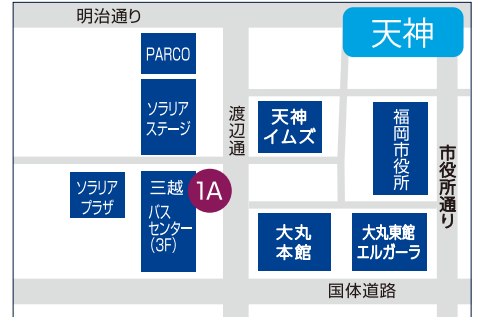 明治通り
天神
PARCO
ソラリア
ステージ
渡辺通
天神
イムズ
福岡市役所
市役所通り
ソラリア
プラザ
三越
1A
バス
センター
(3F)
大丸
本館
大丸東館
エルガーラ
国体道路